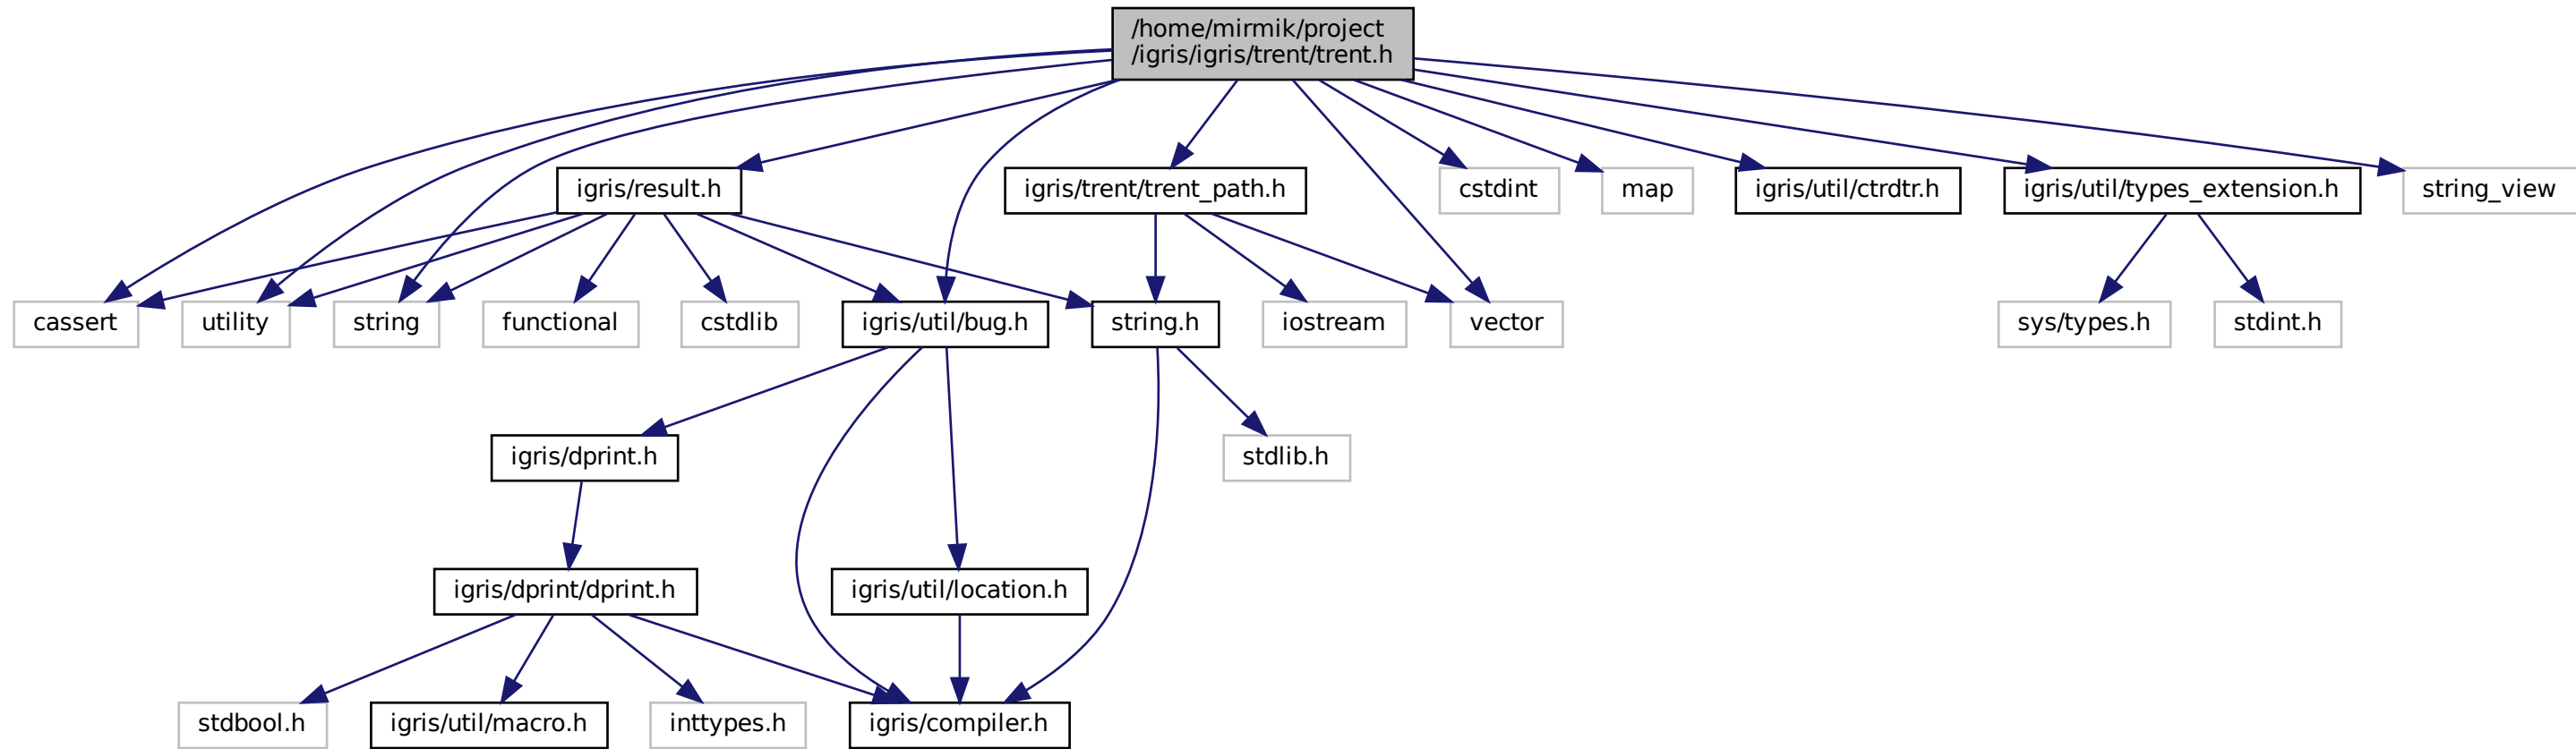 /home/mirmik/project
/igris/igris/trent/trent.h
igris/result.h
igris/trent/trent_path.h
cstdint
map
igris/util/ctrdtr.h
igris/util/types_extension.h
string_view
cassert
utility
string
functional
cstdlib
igris/util/bug.h
string.h
iostream
vector
sys/types.h
stdint.h
igris/dprint.h
stdlib.h
igris/dprint/dprint.h
igris/util/location.h
stdbool.h
igris/util/macro.h
inttypes.h
igris/compiler.h